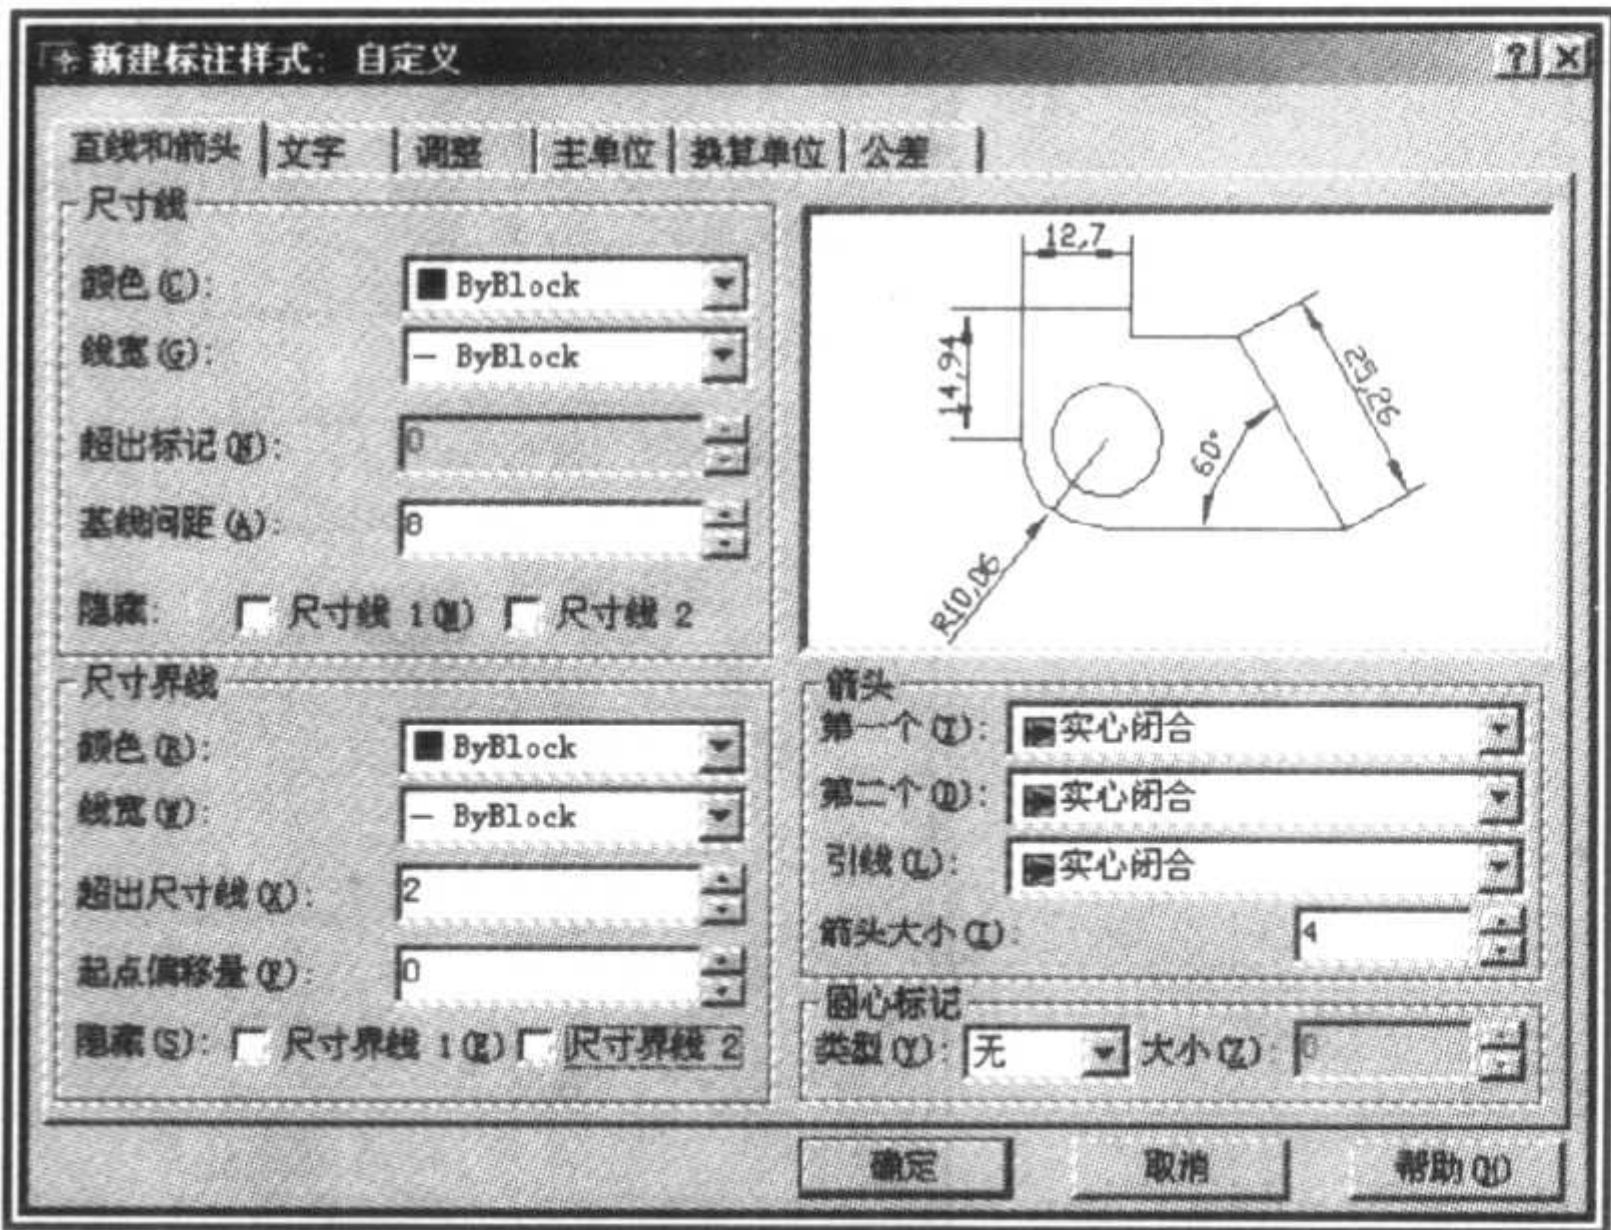 新建标注样式: 自定义
直线和箭头 文字 调整 主单位 换算单位 公差
尺寸线
颜色(C): ByBlock
线宽(G): ByBlock
超出标记(N): 0
基线间距(A): 8
隐藏: 尺寸线 1(M) 尺寸线 2
尺寸界线
颜色(R): ByBlock
线宽(W): ByBlock
超出尺寸线(X): 2
起点偏移量(F): 0
隐藏(S): 尺寸界线 1(E) 尺寸界线 2
12,7
14,94
25,26
60°
R10,06
箭头
第一个(T): 实心闭合
第二个(D): 实心闭合
引线(L): 实心闭合
箭头大小(I): 4
圆心标记
类型(Y): 无 大小(Z): 0
确定 取消 帮助(H)